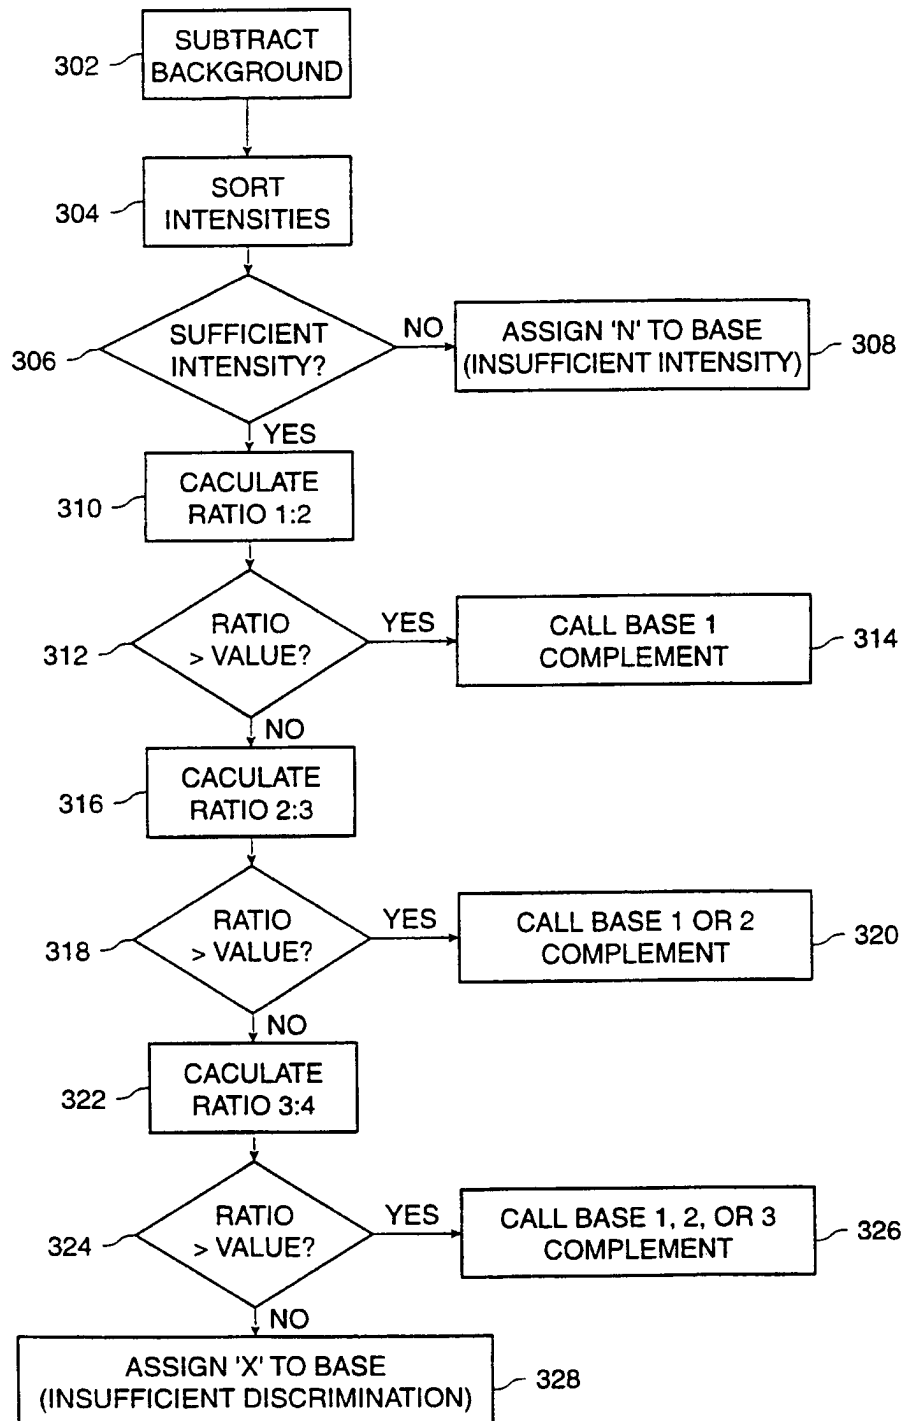 SUBTRACT
BACKGROUND
302
SORT
INTENSITIES
304
SUFFICIENT
INTENSITY?
306
NO
ASSIGN 'N' TO BASE
(INSUFFICIENT INTENSITY)
308
YES
CACULATE
RATIO 1:2
310
RATIO
> VALUE?
312
YES
CALL BASE 1
COMPLEMENT
314
NO
CACULATE
RATIO 2:3
316
RATIO
> VALUE?
318
YES
CALL BASE 1 OR 2
COMPLEMENT
320
NO
CACULATE
RATIO 3:4
322
RATIO
> VALUE?
324
YES
CALL BASE 1, 2, OR 3
COMPLEMENT
326
NO
ASSIGN 'X' TO BASE
(INSUFFICIENT DISCRIMINATION)
328